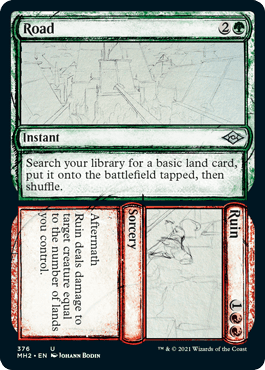 Road 2
Instant
Search your library for a basic land card,
put it onto the battlefield tapped, then
shuffle.
Ruin 1
Sorcery
Aftermath
Ruin deals damage to
target creature equal
to the number of lands
you control.
376 U
MH2 • EN Johann Bodin
™ & © 2021 Wizards of the Coast